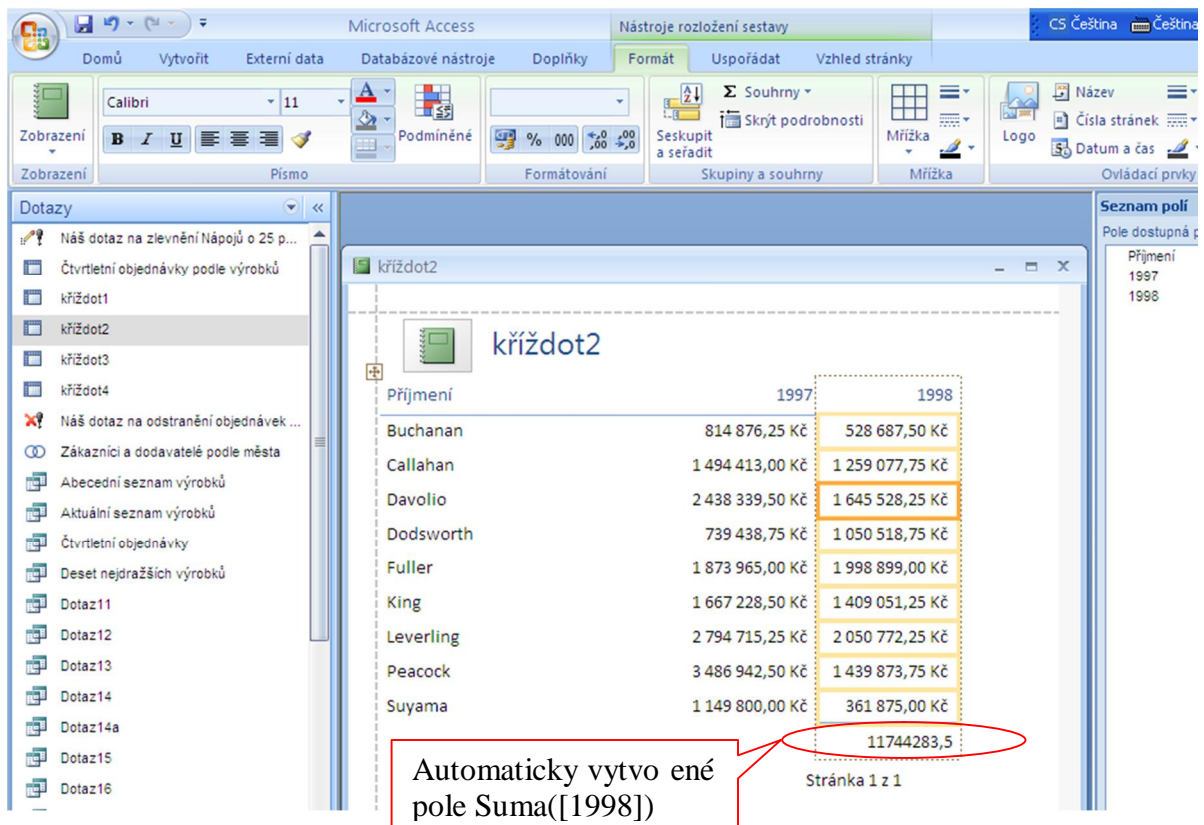 Microsoft Access
Nástroje rozložení sestavy
CS Čeština Čeština
Domů Vytvořit Externí data Databázové nástroje Doplňky Formát Uspořádat Vzhled stránky
Zobrazení
Calibri 11
B I U
Podmíněné
% 000
Seskupit a seřadit
Σ Souhrny
Skrýt podrobnosti
Mřížka
Logo
Název
Čísla stránek
Datum a čas
Zobrazení Písmo Formátování Skupiny a souhrny Mřížka Ovládací prvky
Dotazy
Náš dotaz na zlevnění Nápojů o 25 p...
Čtvrtletní objednávky podle výrobků
kříždot1
kříždot2
kříždot3
kříždot4
Náš dotaz na odstranění objednávek ...
Zákazníci a dodavatelé podle města
Abecední seznam výrobků
Aktuální seznam výrobků
Čtvrtletní objednávky
Deset nejdražších výrobků
Dotaz11
Dotaz12
Dotaz13
Dotaz14
Dotaz14a
Dotaz15
Dotaz16
kříždot2
kříždot2
Příjmení 1997 1998
Buchanan 814 876,25 Kč 528 687,50 Kč
Callahan 1 494 413,00 Kč 1 259 077,75 Kč
Davolio 2 438 339,50 Kč 1 645 528,25 Kč
Dodsworth 739 438,75 Kč 1 050 518,75 Kč
Fuller 1 873 965,00 Kč 1 998 899,00 Kč
King 1 667 228,50 Kč 1 409 051,25 Kč
Leverling 2 794 715,25 Kč 2 050 772,25 Kč
Peacock 3 486 942,50 Kč 1 439 873,75 Kč
Suyama 1 149 800,00 Kč 361 875,00 Kč
11744283,5
Stránka 1 z 1
Automaticky vytvo ené
pole Suma([1998])
Seznam polí
Pole dostupná p
Příjmení
1997
1998